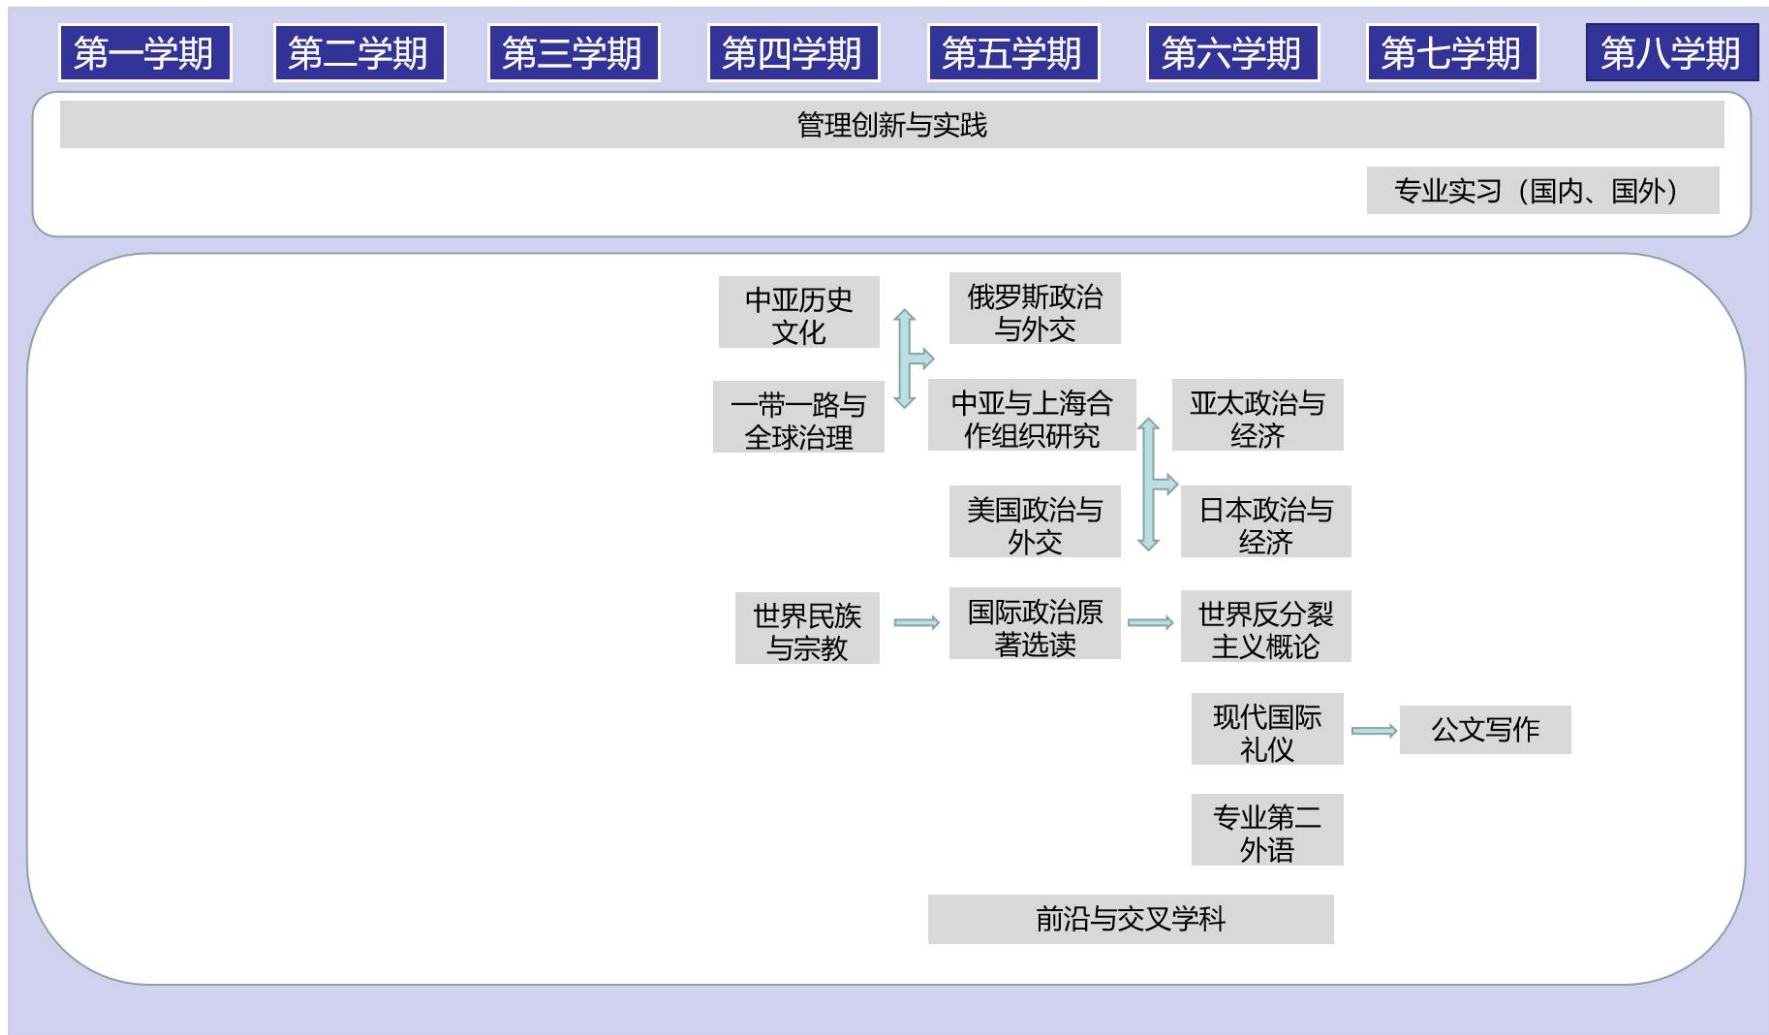 第一学期 第二学期 第三学期 第四学期 第五学期 第六学期 第七学期 第八学期
管理创新与实践
专业实习（国内、国外）
中亚历史
文化
俄罗斯政治
与外交
一带一路与
全球治理
中亚与上海合
作组织研究
亚太政治与
经济
美国政治与
外交
日本政治与
经济
世界民族
与宗教
国际政治原
著选读
世界反分裂
主义概论
现代国际
礼仪
公文写作
专业第二
外语
前沿与交叉学科